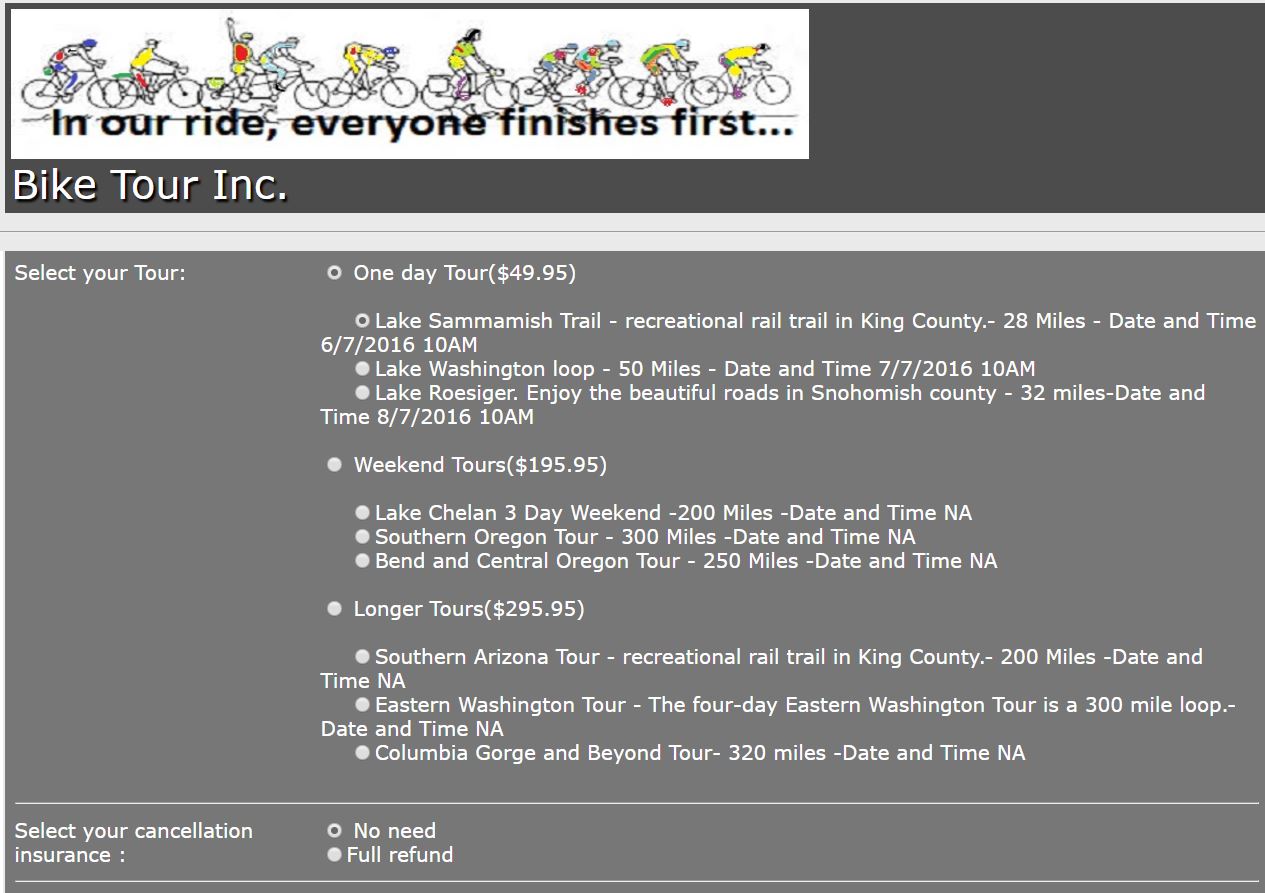 In our ride, everyone finishes first...
Bike Tour Inc.
Select your Tour:
One day Tour($49.95)
Lake Sammamish Trail - recreational rail trail in King County.- 28 Miles - Date and Time
6/7/2016 10AM
Lake Washington loop - 50 Miles - Date and Time 7/7/2016 10AM
Lake Roesiger. Enjoy the beautiful roads in Snohomish county - 32 miles-Date and
Time 8/7/2016 10AM
Weekend Tours($195.95)
Lake Chelan 3 Day Weekend -200 Miles -Date and Time NA
Southern Oregon Tour - 300 Miles -Date and Time NA
Bend and Central Oregon Tour - 250 Miles -Date and Time NA
Longer Tours($295.95)
Southern Arizona Tour - recreational rail trail in King County.- 200 Miles -Date and
Time NA
Eastern Washington Tour - The four-day Eastern Washington Tour is a 300 mile loop.-
Date and Time NA
Columbia Gorge and Beyond Tour- 320 miles -Date and Time NA
Select your cancellation
insurance :
No need
Full refund